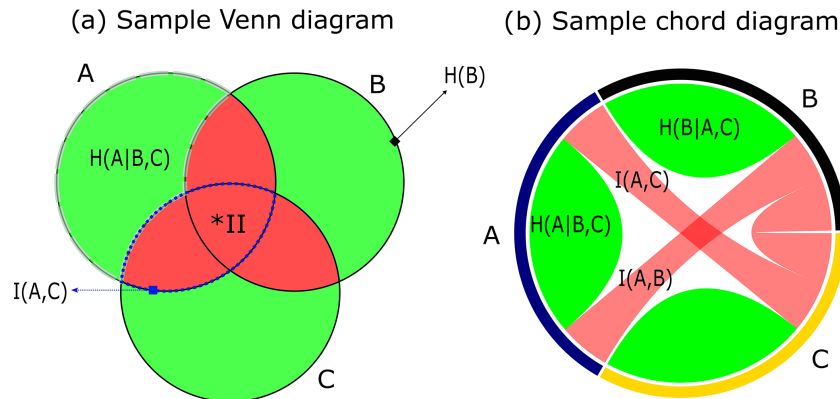 (a) Sample Venn diagram
A
B
H(B)
H(A|B,C)
*II
I(A,C)
C
(b) Sample chord diagram
B
H(B|A,C)
I(A,C)
A
H(A|B,C)
I(A,B)
C